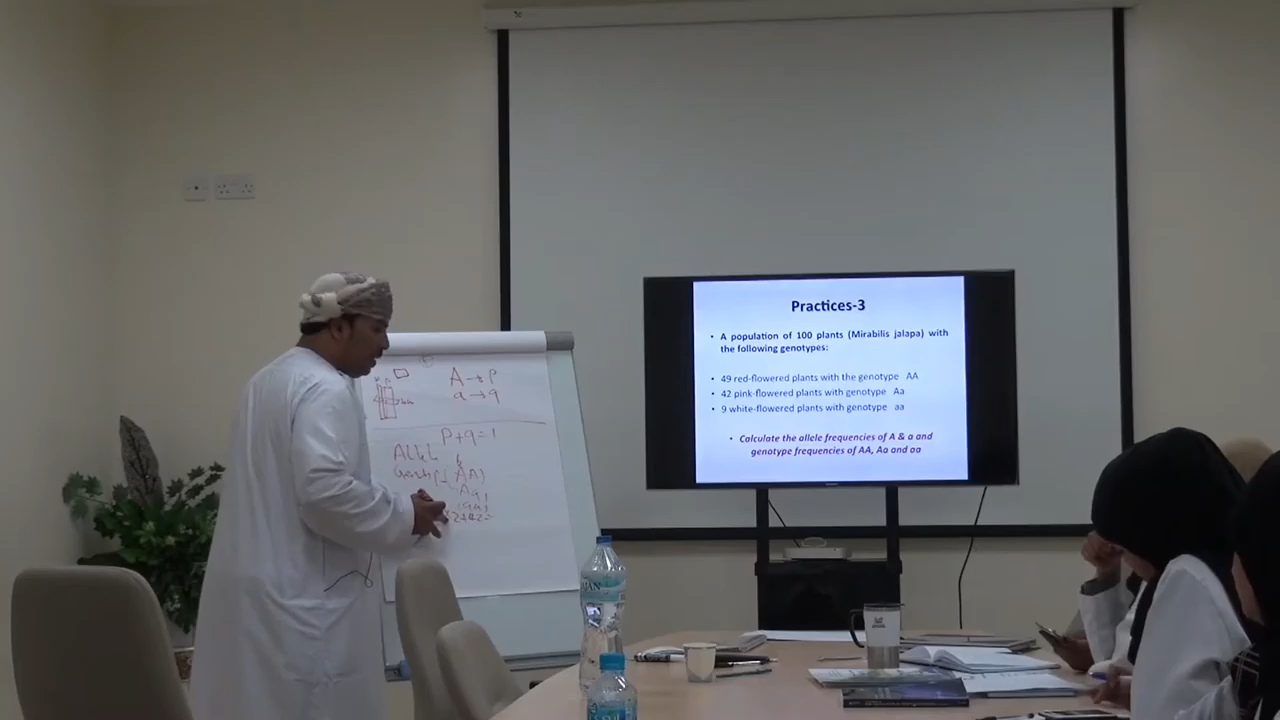 A → p
a → q
P+q=1
ALLEL
AA
Aa
Practices-3
• A population of 100 plants (Mirabilis jalapa) with
the following genotypes:
• 49 red-flowered plants with the genotype AA
• 42 pink-flowered plants with genotype Aa
• 9 white-flowered plants with genotype aa
• Calculate the allele frequencies of A & a and
genotype frequencies of AA, Aa and aa